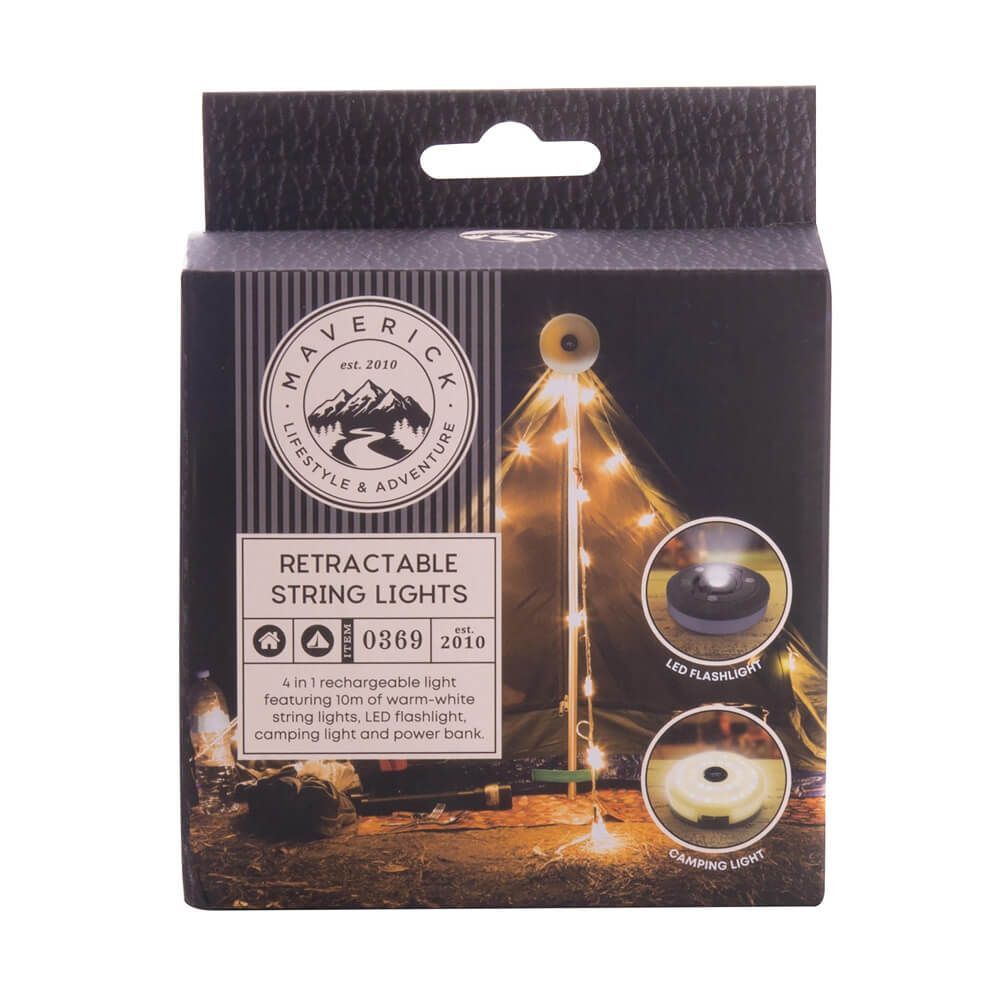 MAVERICK
est. 2010
LIFESTYLE & ADVENTURE
RETRACTABLE
STRING LIGHTS
ITEM 0369 est. 2010
4 in 1 rechargeable light
featuring 10m of warm-white
string lights, LED flashlight,
camping light and power bank.
LED FLASHLIGHT
CAMPING LIGHT